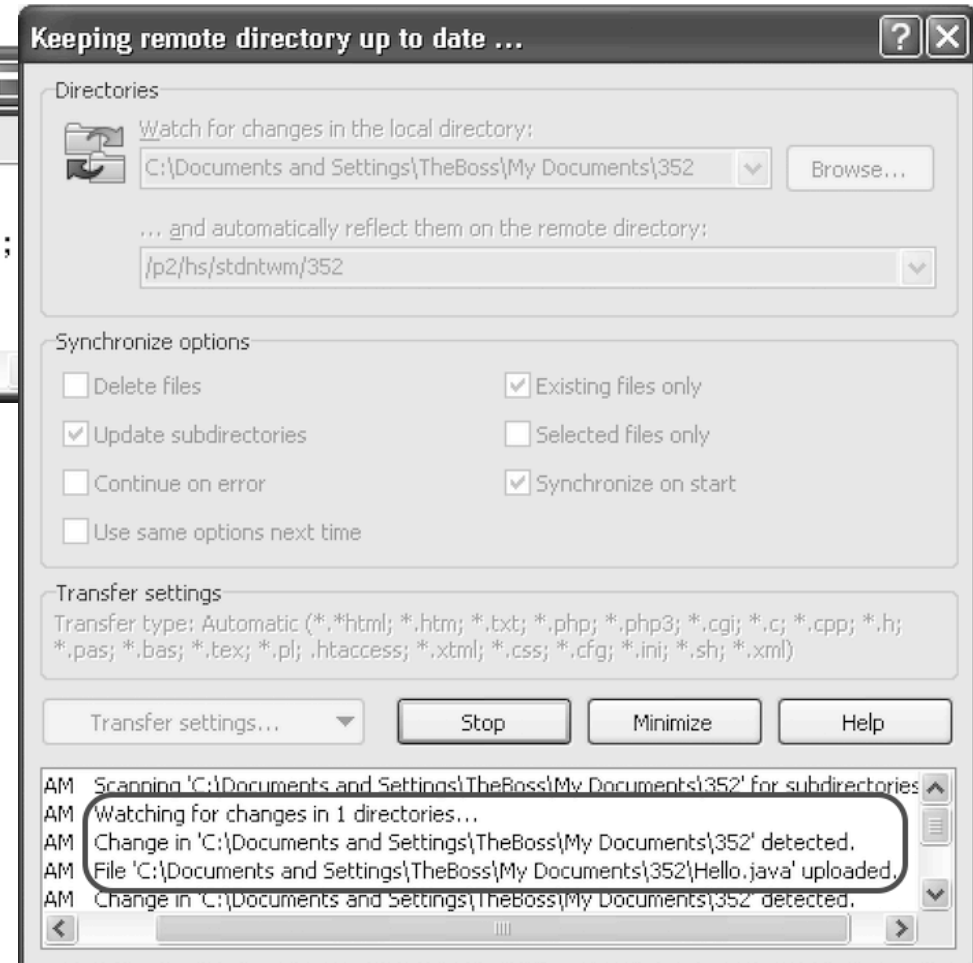 Keeping remote directory up to date ...
Directories
Watch for changes in the local directory:
C:\Documents and Settings\TheBoss\My Documents\352
Browse...
... and automatically reflect them on the remote directory:
;
/p2/hs/stdntwm/352
Synchronize options
Delete files
Existing files only
Update subdirectories
Selected files only
Continue on error
Synchronize on start
Use same options next time
Transfer settings
Transfer type: Automatic (*.*html; *.htm; *.txt; *.php; *.php3; *.cgi; *.c; *.cpp; *.h;
*.pas; *.bas; *.tex; *.pl; .htaccess; *.xtml; *.css; *.cfg; *.ini; *.sh; *.xml)
Transfer settings...
Stop
Minimize
Help
AM Scanning 'C:\Documents and Settings\TheBoss\My Documents\352' for subdirectories
AM Watching for changes in 1 directories...
AM Change in 'C:\Documents and Settings\TheBoss\My Documents\352' detected.
AM File 'C:\Documents and Settings\TheBoss\My Documents\352\Hello.java' uploaded.
AM Change in 'C:\Documents and Settings\TheBoss\My Documents\352' detected.